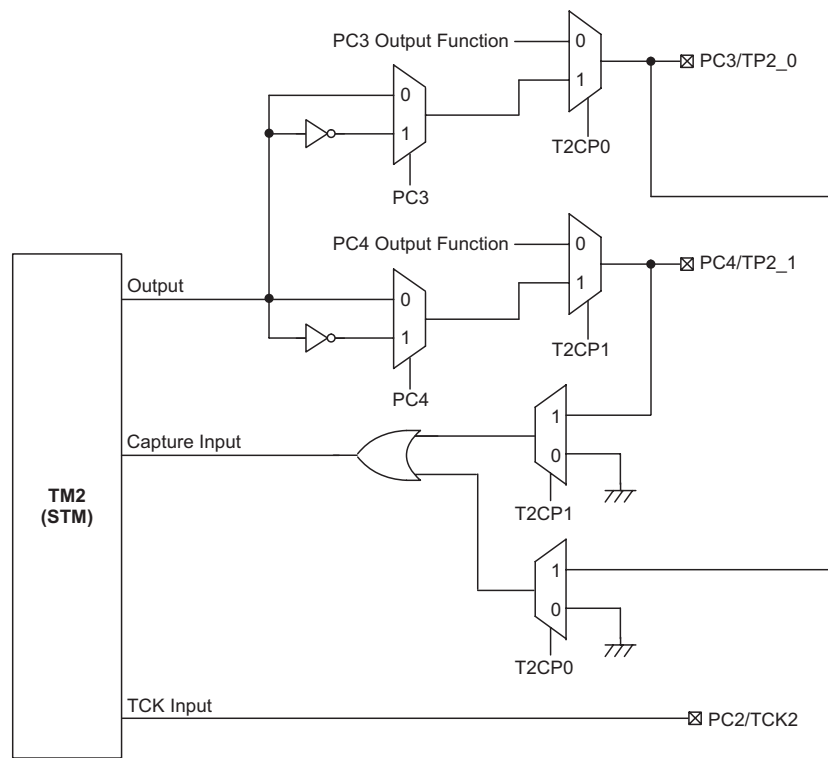 PC3 Output Function
0
1
T2CP0
PC3/TP2_0
0
1
PC3
PC4 Output Function
0
1
T2CP1
PC4/TP2_1
Output
0
1
PC4
Capture Input
1
0
T2CP1
TM2
(STM)
1
0
T2CP0
TCK Input
PC2/TCK2